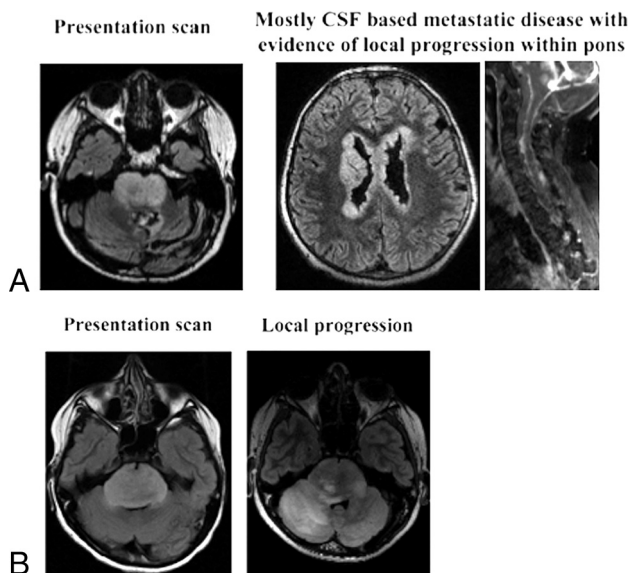 Presentation scan
Mostly CSF based metastatic disease with
evidence of local progression within pons
A
Presentation scan
Local progression
B